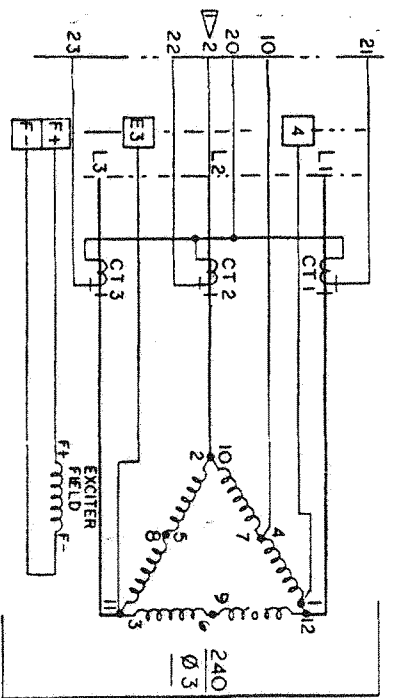 23
22
2
20
10
21
F-
F+
E3
4
L3
L2
L1
CT3
CT2
CT1
F+
F-
EXCITER
FIELD
2
10
8
5
7
4
11
3
6
9
1
12
240
Ø 3